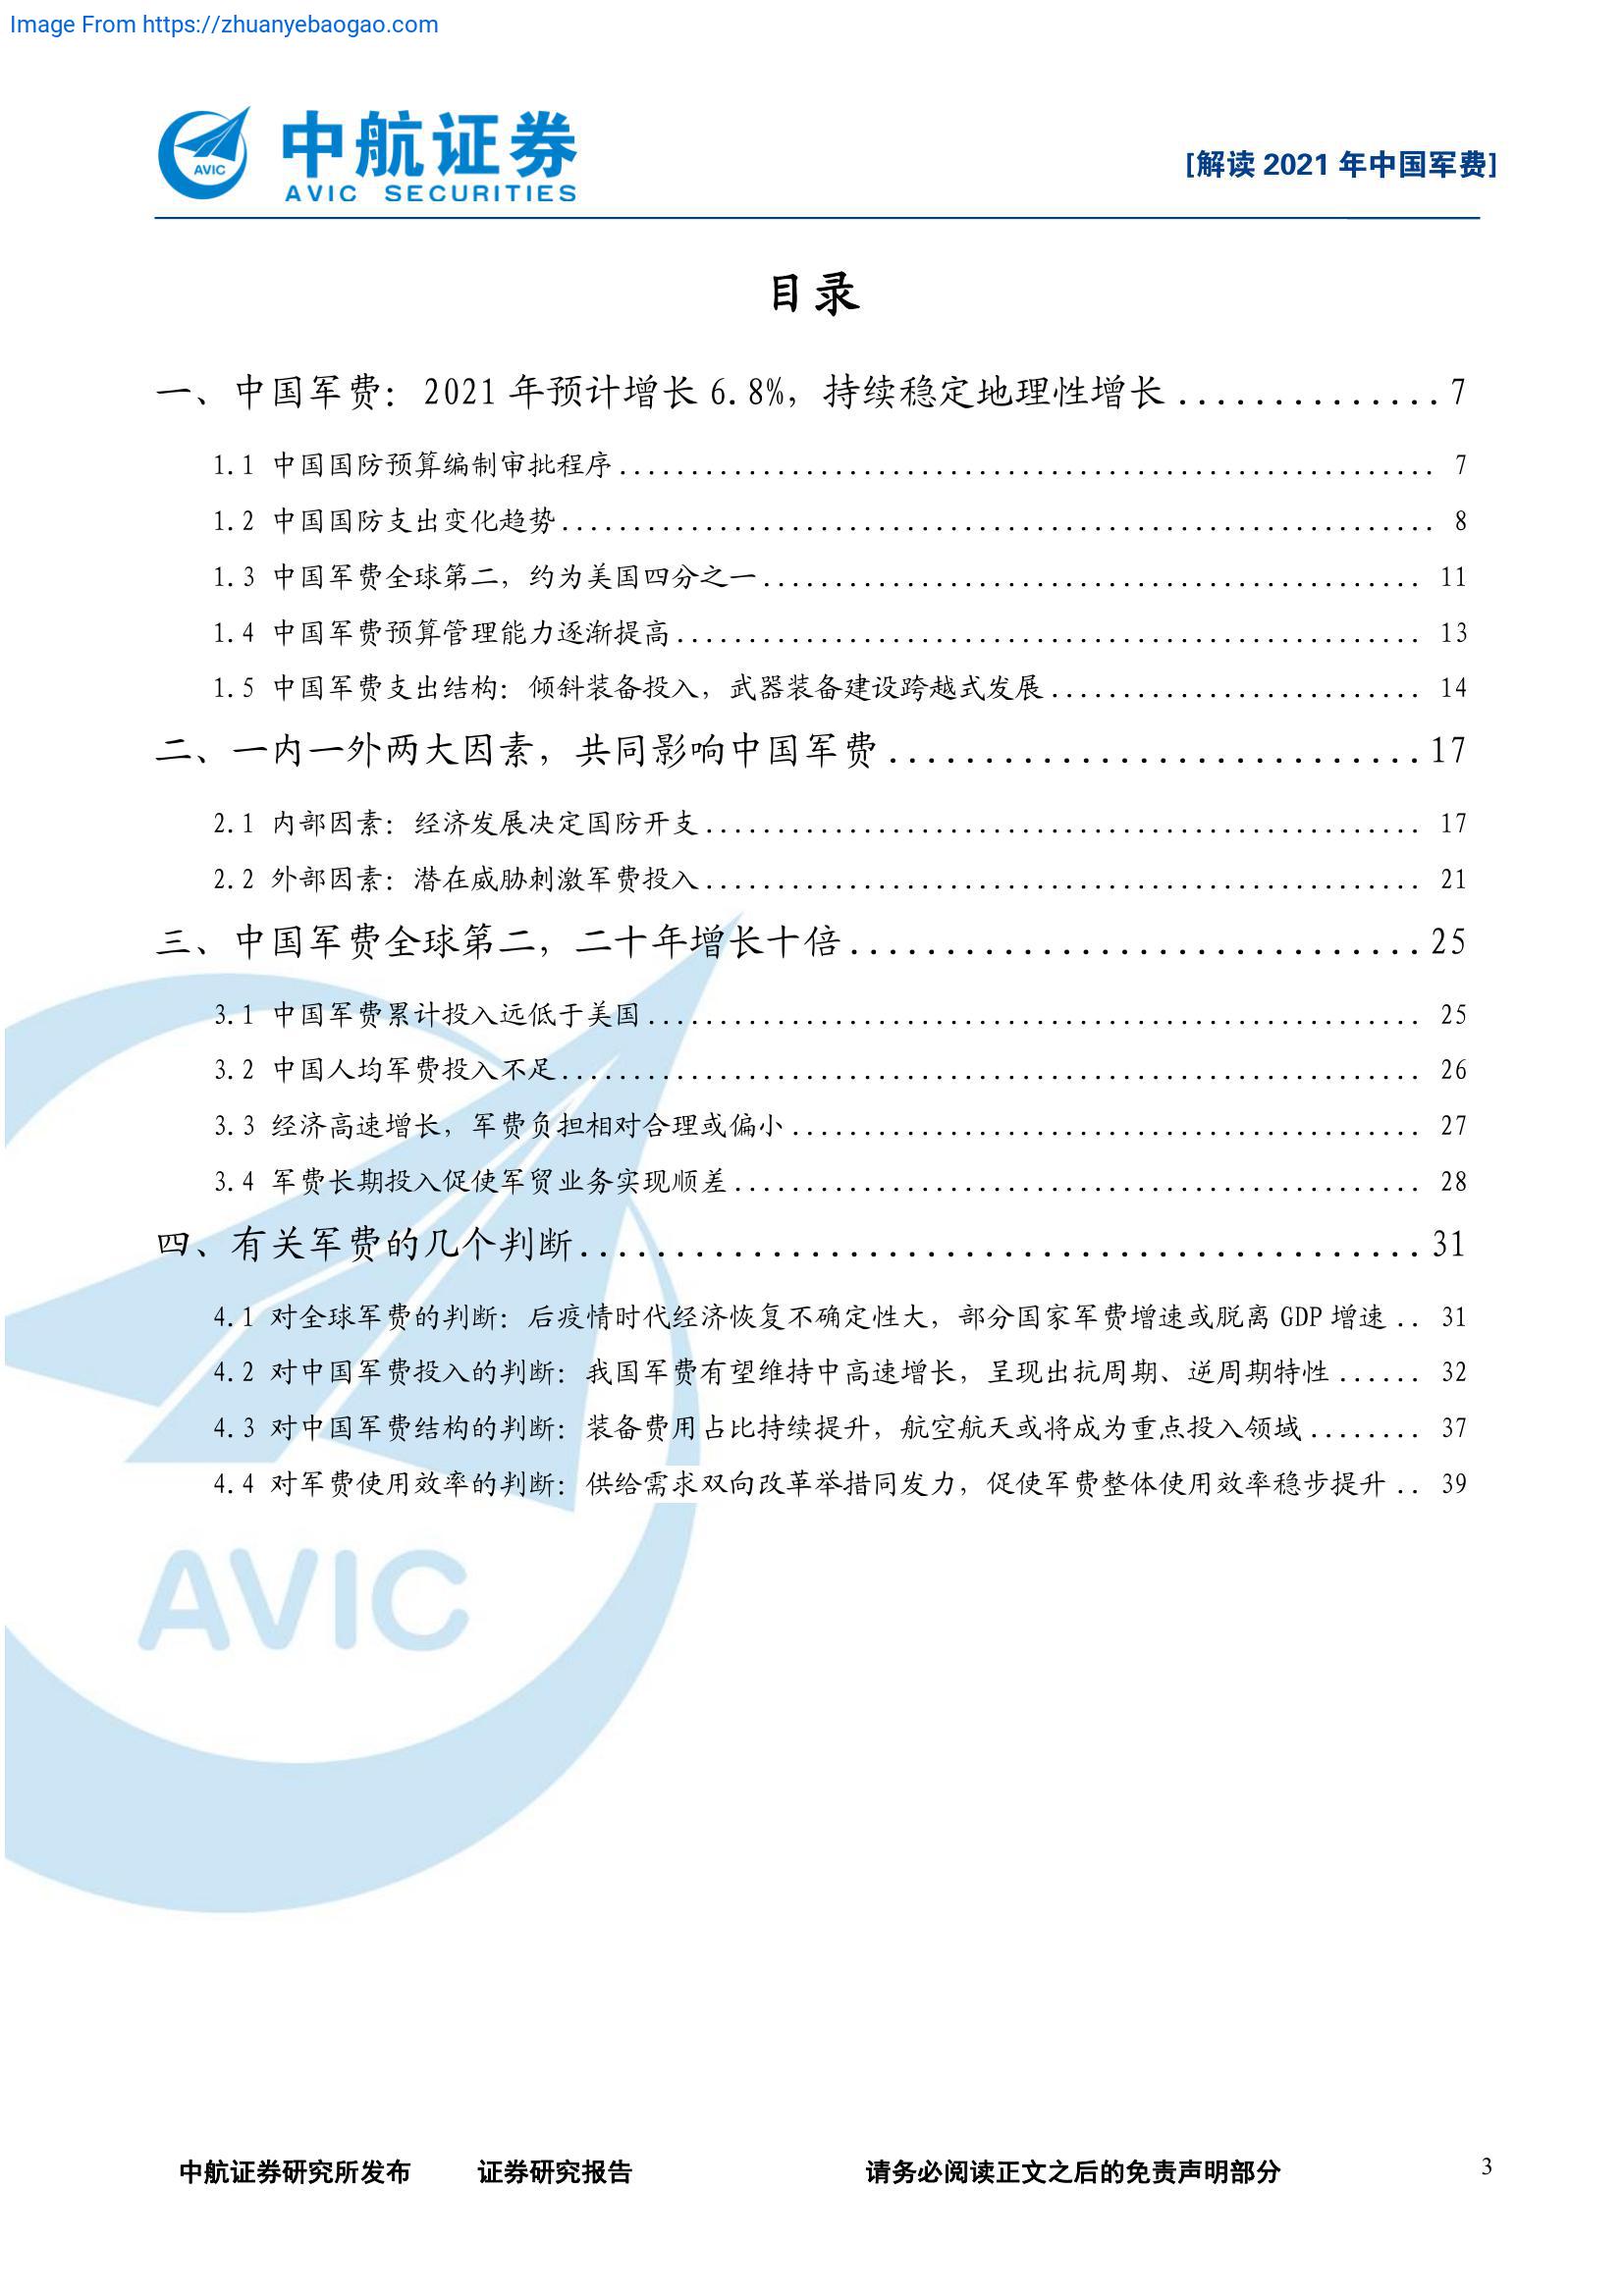 Image From https://zhuanyebaogao.com
中航证券
AVIC SECURITIES
AVIC
[解读 2021 年中国军费]
目录
一、中国军费：2021 年预计增长 6.8%，持续稳定地理性增长..............7
1.1 中国国防预算编制审批程序......................................................... 7
1.2 中国国防支出变化趋势............................................................. 8
1.3 中国军费全球第二，约为美国四分之一.............................................. 11
1.4 中国军费预算管理能力逐渐提高.................................................... 13
1.5 中国军费支出结构：倾斜装备投入，武器装备建设跨越式发展.......................... 14
二、一内一外两大因素，共同影响中国军费............................17
2.1 内部因素：经济发展决定国防开支.................................................. 17
2.2 外部因素：潜在威胁刺激军费投入.................................................. 21
三、中国军费全球第二，二十年增长十倍..............................25
3.1 中国军费累计投入远低于美国...................................................... 25
3.2 中国人均军费投入不足............................................................ 26
3.3 经济高速增长，军费负担相对合理或偏小............................................ 27
3.4 军费长期投入促使军贸业务实现顺差................................................ 28
四、有关军费的几个判断............................................31
4.1 对全球军费的判断：后疫情时代经济恢复不确定性大，部分国家军费增速或脱离 GDP 增速.. 31
4.2 对中国军费投入的判断：我国军费有望维持中高速增长，呈现出抗周期、逆周期特性...... 32
4.3 对中国军费结构的判断：装备费用占比持续提升，航空航天或将成为重点投入领域........ 37
4.4 对军费使用效率的判断：供给需求双向改革举措同发力，促使军费整体使用效率稳步提升.. 39
AVIC
中航证券研究所发布 证券研究报告 请务必阅读正文之后的免责声明部分 3